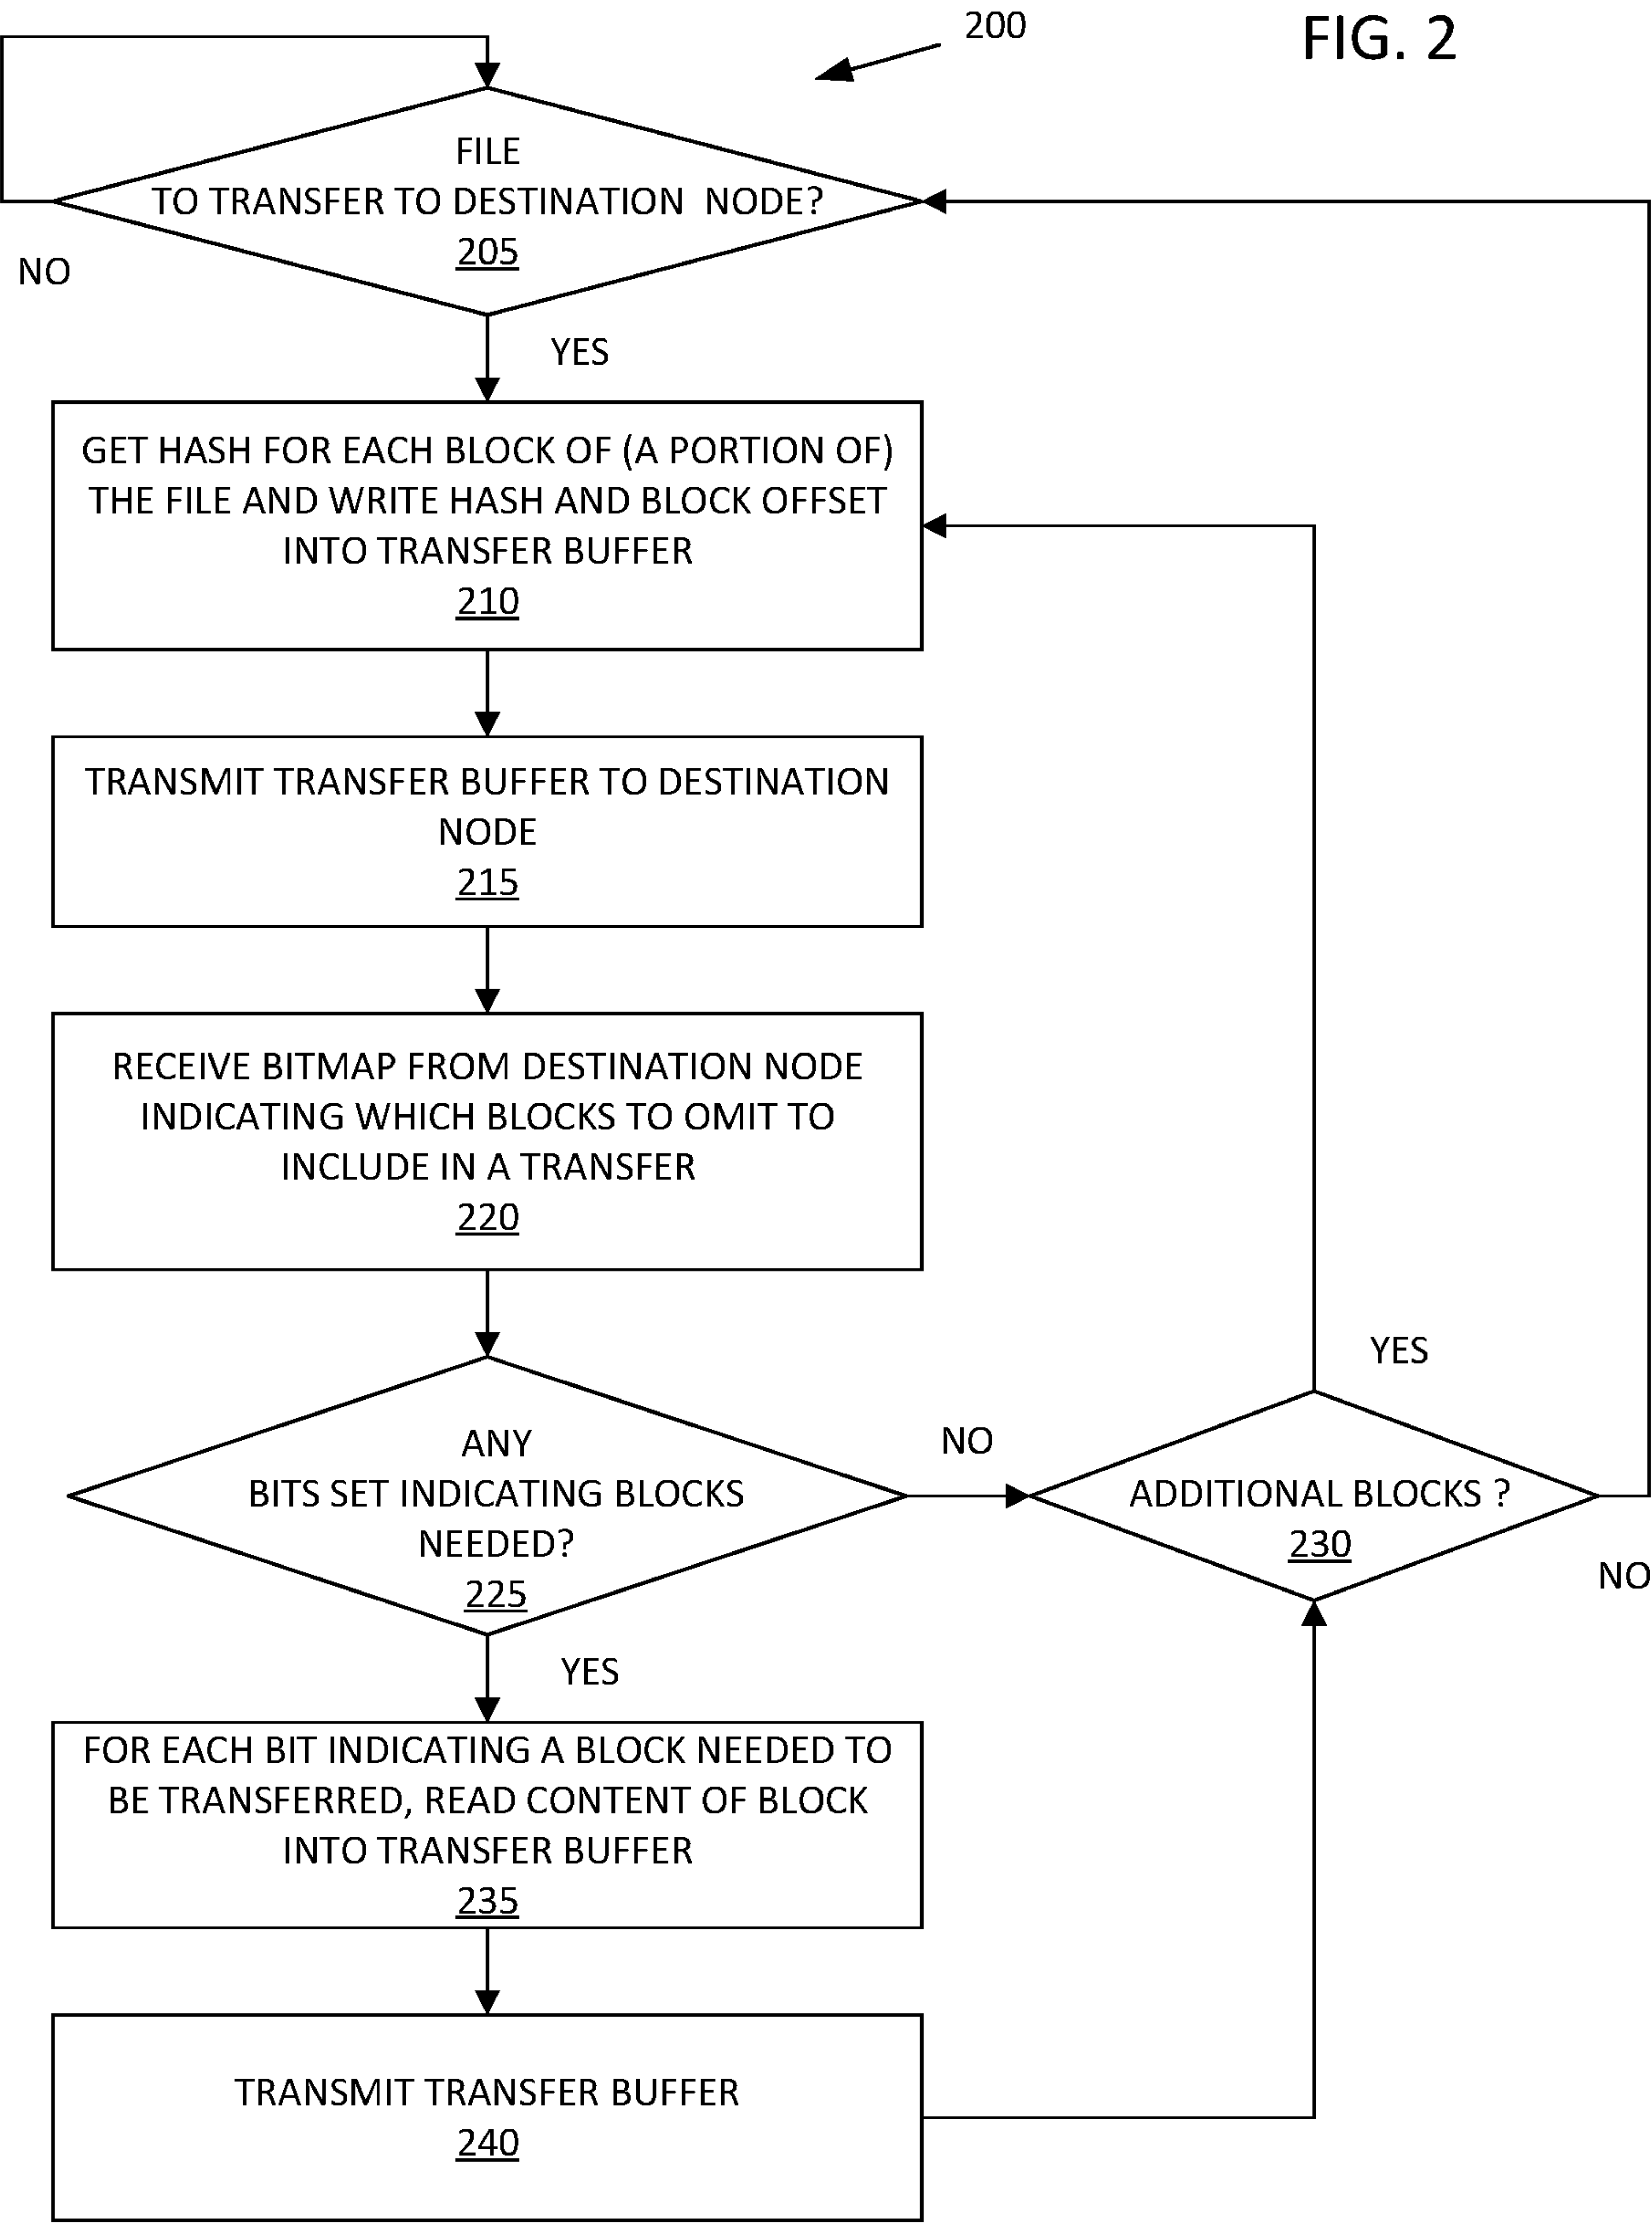 200
FIG. 2
FILE
TO TRANSFER TO DESTINATION NODE?
205
NO
YES
GET HASH FOR EACH BLOCK OF (A PORTION OF)
THE FILE AND WRITE HASH AND BLOCK OFFSET
INTO TRANSFER BUFFER
210
TRANSMIT TRANSFER BUFFER TO DESTINATION
NODE
215
RECEIVE BITMAP FROM DESTINATION NODE
INDICATING WHICH BLOCKS TO OMIT TO
INCLUDE IN A TRANSFER
220
ANY
BITS SET INDICATING BLOCKS
NEEDED?
225
NO
YES
ADDITIONAL BLOCKS ?
230
YES
NO
FOR EACH BIT INDICATING A BLOCK NEEDED TO
BE TRANSFERRED, READ CONTENT OF BLOCK
INTO TRANSFER BUFFER
235
TRANSMIT TRANSFER BUFFER
240